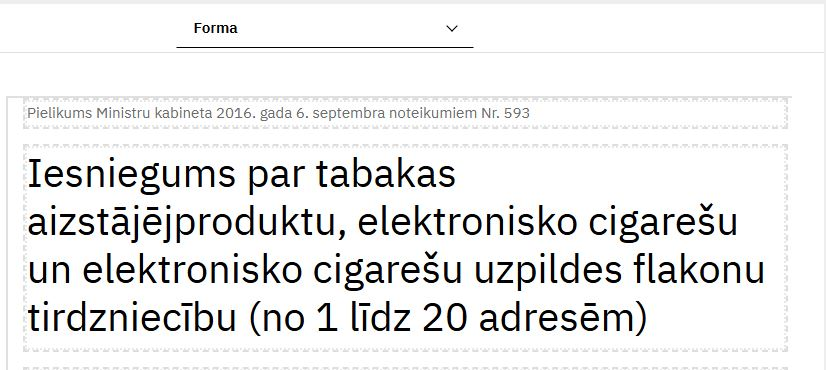 Forma
Pielikums Ministru kabineta 2016. gada 6. septembra noteikumiem Nr. 593
Iesniegums par tabakas
aizstājējproduktu, elektronisko cigarešu
un elektronisko cigarešu uzpildes flakonu
tirdzniecību (no 1 līdz 20 adresēm)